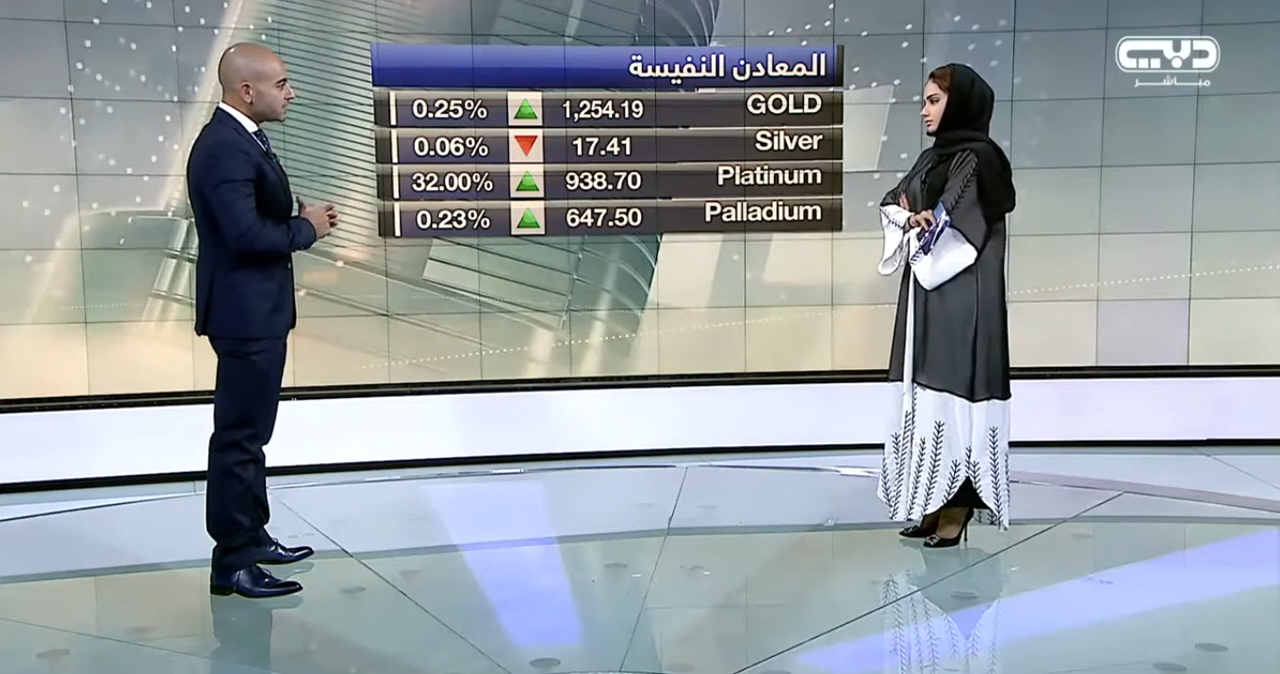 دبي
مباشر
المعادن النفيسة
GOLD 1,254.19 0.25%
Silver 17.41 0.06%
Platinum 938.70 32.00%
Palladium 647.50 0.23%